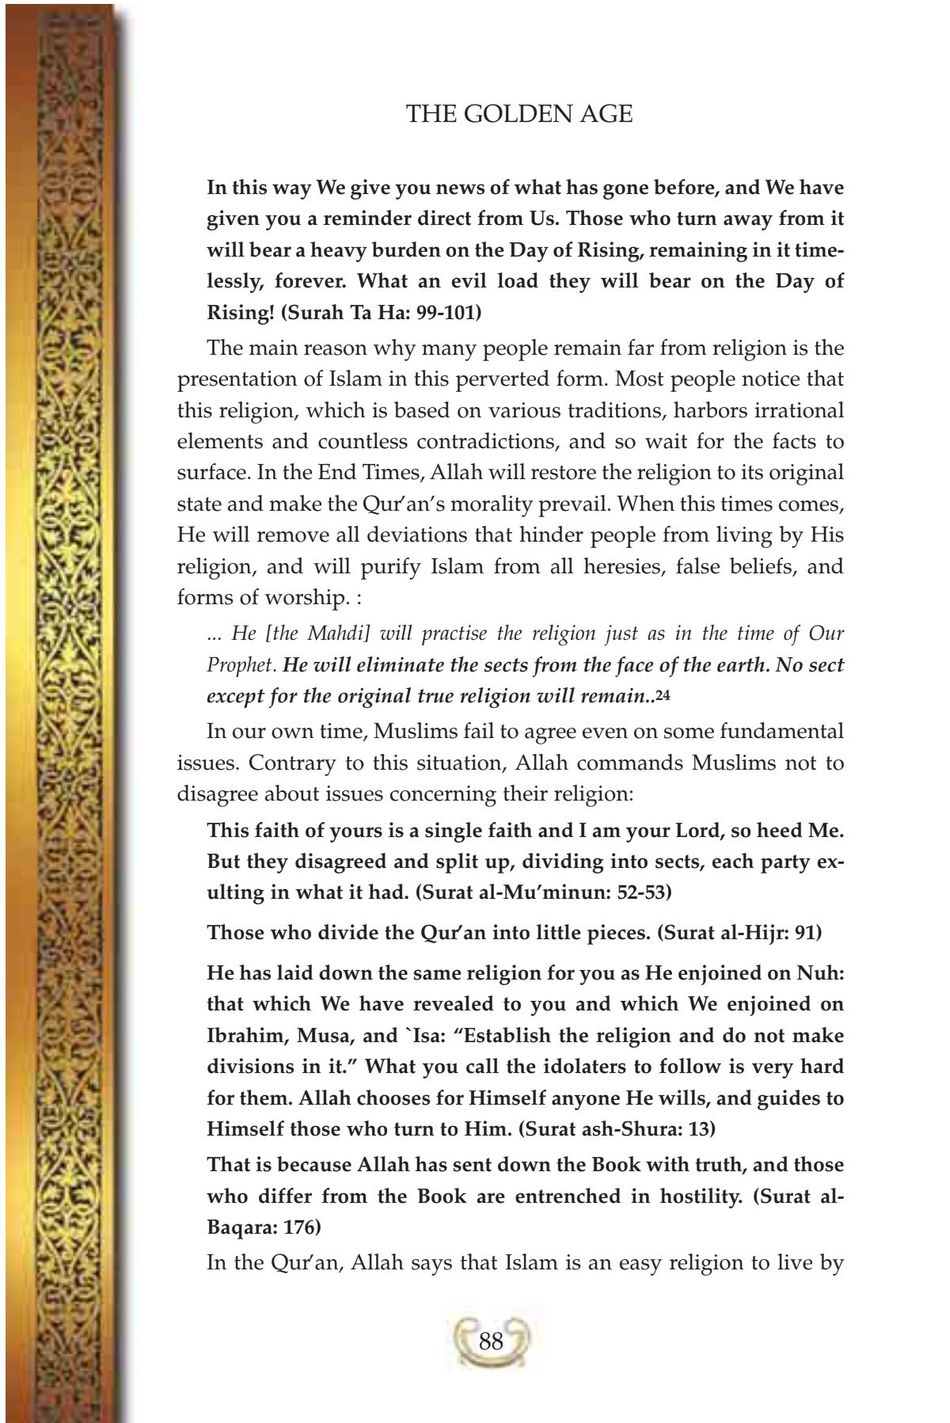 THE GOLDEN AGE
In this way We give you news of what has gone before, and We have
given you a reminder direct from Us. Those who turn away from it
will bear a heavy burden on the Day of Rising, remaining in it time-
lessly, forever. What an evil load they will bear on the Day of
Rising! (Surah Ta Ha: 99-101)
The main reason why many people remain far from religion is the
presentation of Islam in this perverted form. Most people notice that
this religion, which is based on various traditions, harbors irrational
elements and countless contradictions, and so wait for the facts to
surface. In the End Times, Allah will restore the religion to its original
state and make the Qur’an’s morality prevail. When this times comes,
He will remove all deviations that hinder people from living by His
religion, and will purify Islam from all heresies, false beliefs, and
forms of worship. :
... He [the Mahdi] will practise the religion just as in the time of Our
Prophet. He will eliminate the sects from the face of the earth. No sect
except for the original true religion will remain..24
In our own time, Muslims fail to agree even on some fundamental
issues. Contrary to this situation, Allah commands Muslims not to
disagree about issues concerning their religion:
This faith of yours is a single faith and I am your Lord, so heed Me.
But they disagreed and split up, dividing into sects, each party ex-
ulting in what it had. (Surat al-Mu’minun: 52-53)
Those who divide the Qur’an into little pieces. (Surat al-Hijr: 91)
He has laid down the same religion for you as He enjoined on Nuh:
that which We have revealed to you and which We enjoined on
Ibrahim, Musa, and `Isa: “Establish the religion and do not make
divisions in it.” What you call the idolaters to follow is very hard
for them. Allah chooses for Himself anyone He wills, and guides to
Himself those who turn to Him. (Surat ash-Shura: 13)
That is because Allah has sent down the Book with truth, and those
who differ from the Book are entrenched in hostility. (Surat al-
Baqara: 176)
In the Qur’an, Allah says that Islam is an easy religion to live by
88